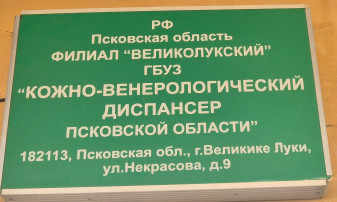 РФ
Псковская область
ФИЛИАЛ "ВЕЛИКОЛУКСКИЙ"
ГБУЗ
"КОЖНО-ВЕНЕРОЛОГИЧЕСКИЙ
ДИСПАНСЕР
ПСКОВСКОЙ ОБЛАСТИ"
182113, Псковская обл., г.Великике Луки,
ул.Некрасова, д.9